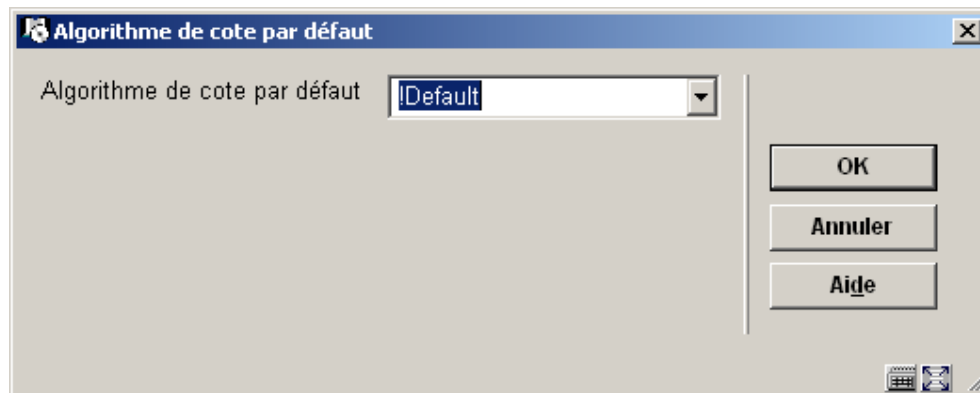 Algorithme de cote par défaut
Algorithme de cote par défaut !Default
OK
Annuler
Aide